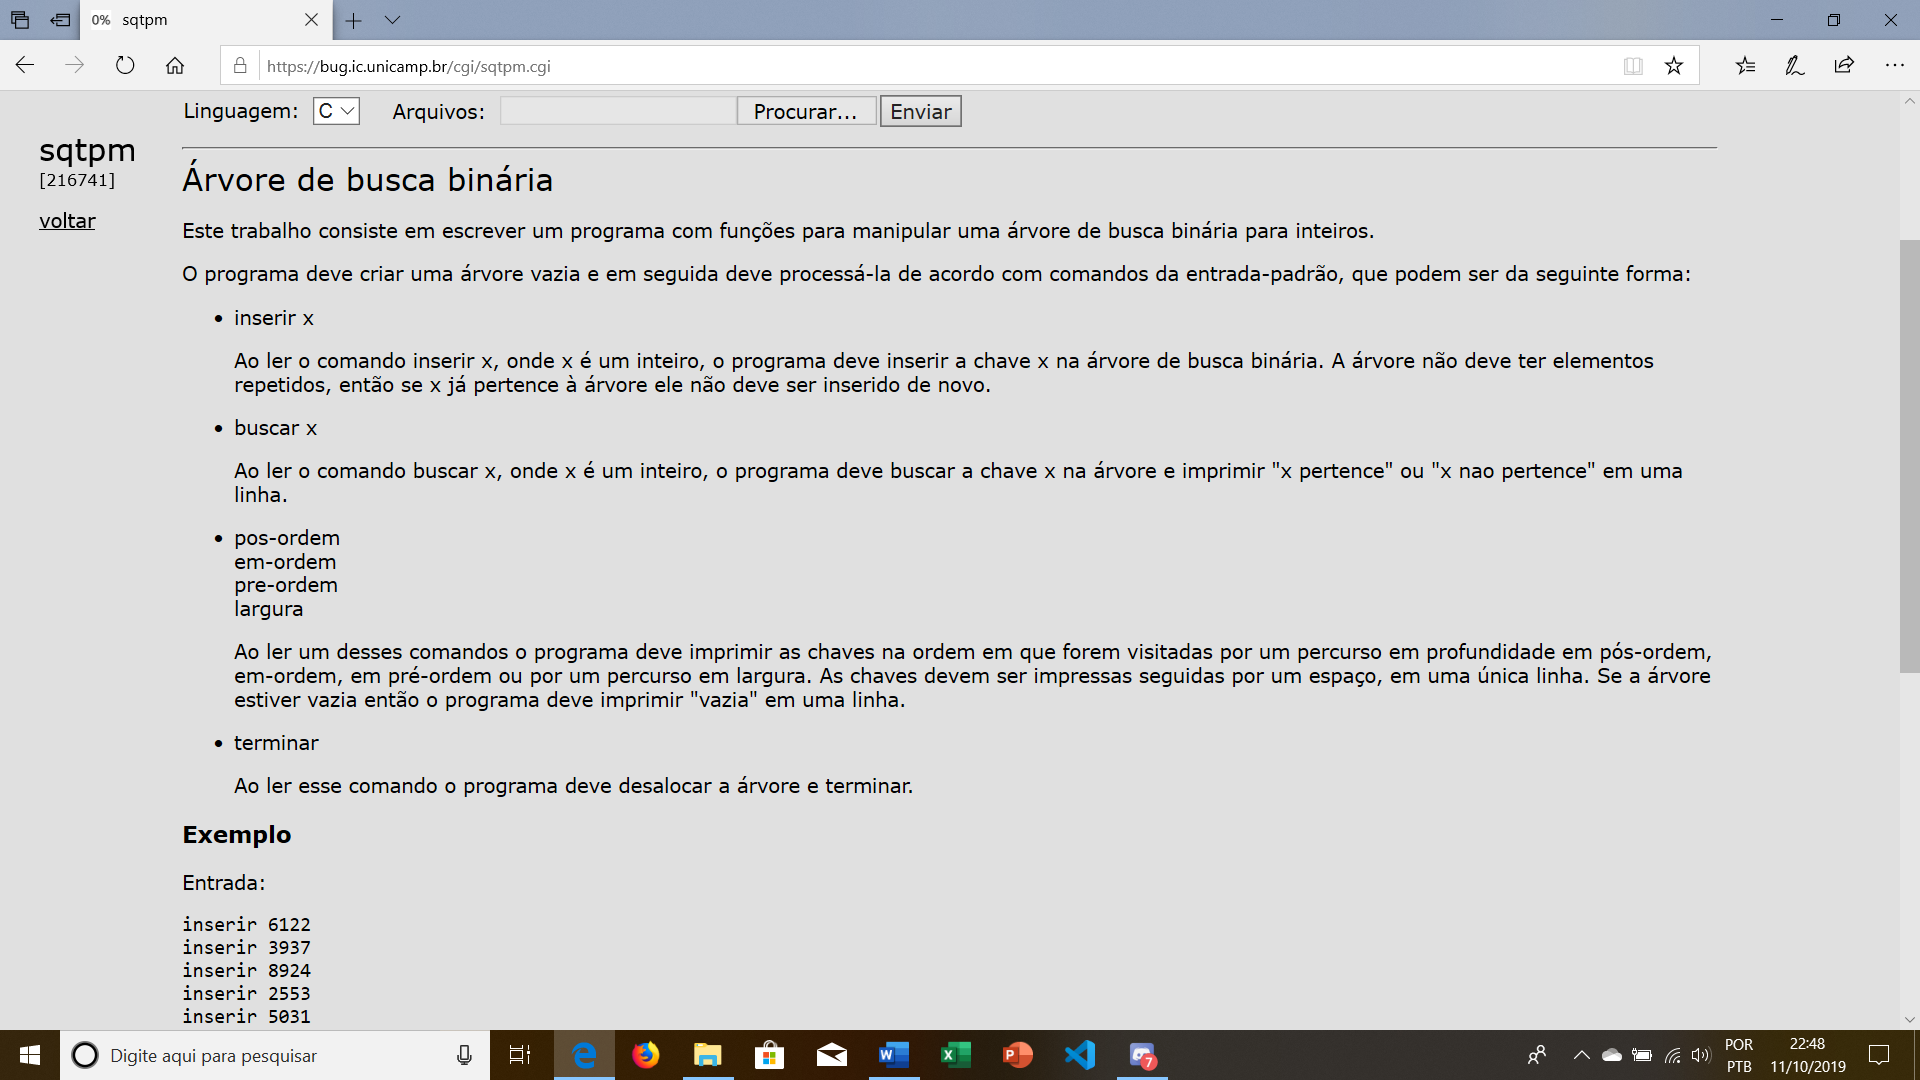 0% sqtpm
https://bug.ic.unicamp.br/cgi/sqtpm.cgi
Linguagem: C Arquivos: Procurar... Enviar
sqtpm
[216741]
voltar
Árvore de busca binária
Este trabalho consiste em escrever um programa com funções para manipular uma árvore de busca binária para inteiros.
O programa deve criar uma árvore vazia e em seguida deve processá-la de acordo com comandos da entrada-padrão, que podem ser da seguinte forma:
• inserir x
Ao ler o comando inserir x, onde x é um inteiro, o programa deve inserir a chave x na árvore de busca binária. A árvore não deve ter elementos
repetidos, então se x já pertence à árvore ele não deve ser inserido de novo.
• buscar x
Ao ler o comando buscar x, onde x é um inteiro, o programa deve buscar a chave x na árvore e imprimir "x pertence" ou "x nao pertence" em uma
linha.
• pos-ordem
em-ordem
pre-ordem
largura
Ao ler um desses comandos o programa deve imprimir as chaves na ordem em que forem visitadas por um percurso em profundidade em pós-ordem,
em-ordem, em pré-ordem ou por um percurso em largura. As chaves devem ser impressas seguidas por um espaço, em uma única linha. Se a árvore
estiver vazia então o programa deve imprimir "vazia" em uma linha.
• terminar
Ao ler esse comando o programa deve desalocar a árvore e terminar.
Exemplo
Entrada:
inserir 6122
inserir 3937
inserir 8924
inserir 2553
inserir 5031
Digite aqui para pesquisar
7
POR
PTB
22:48
11/10/2019